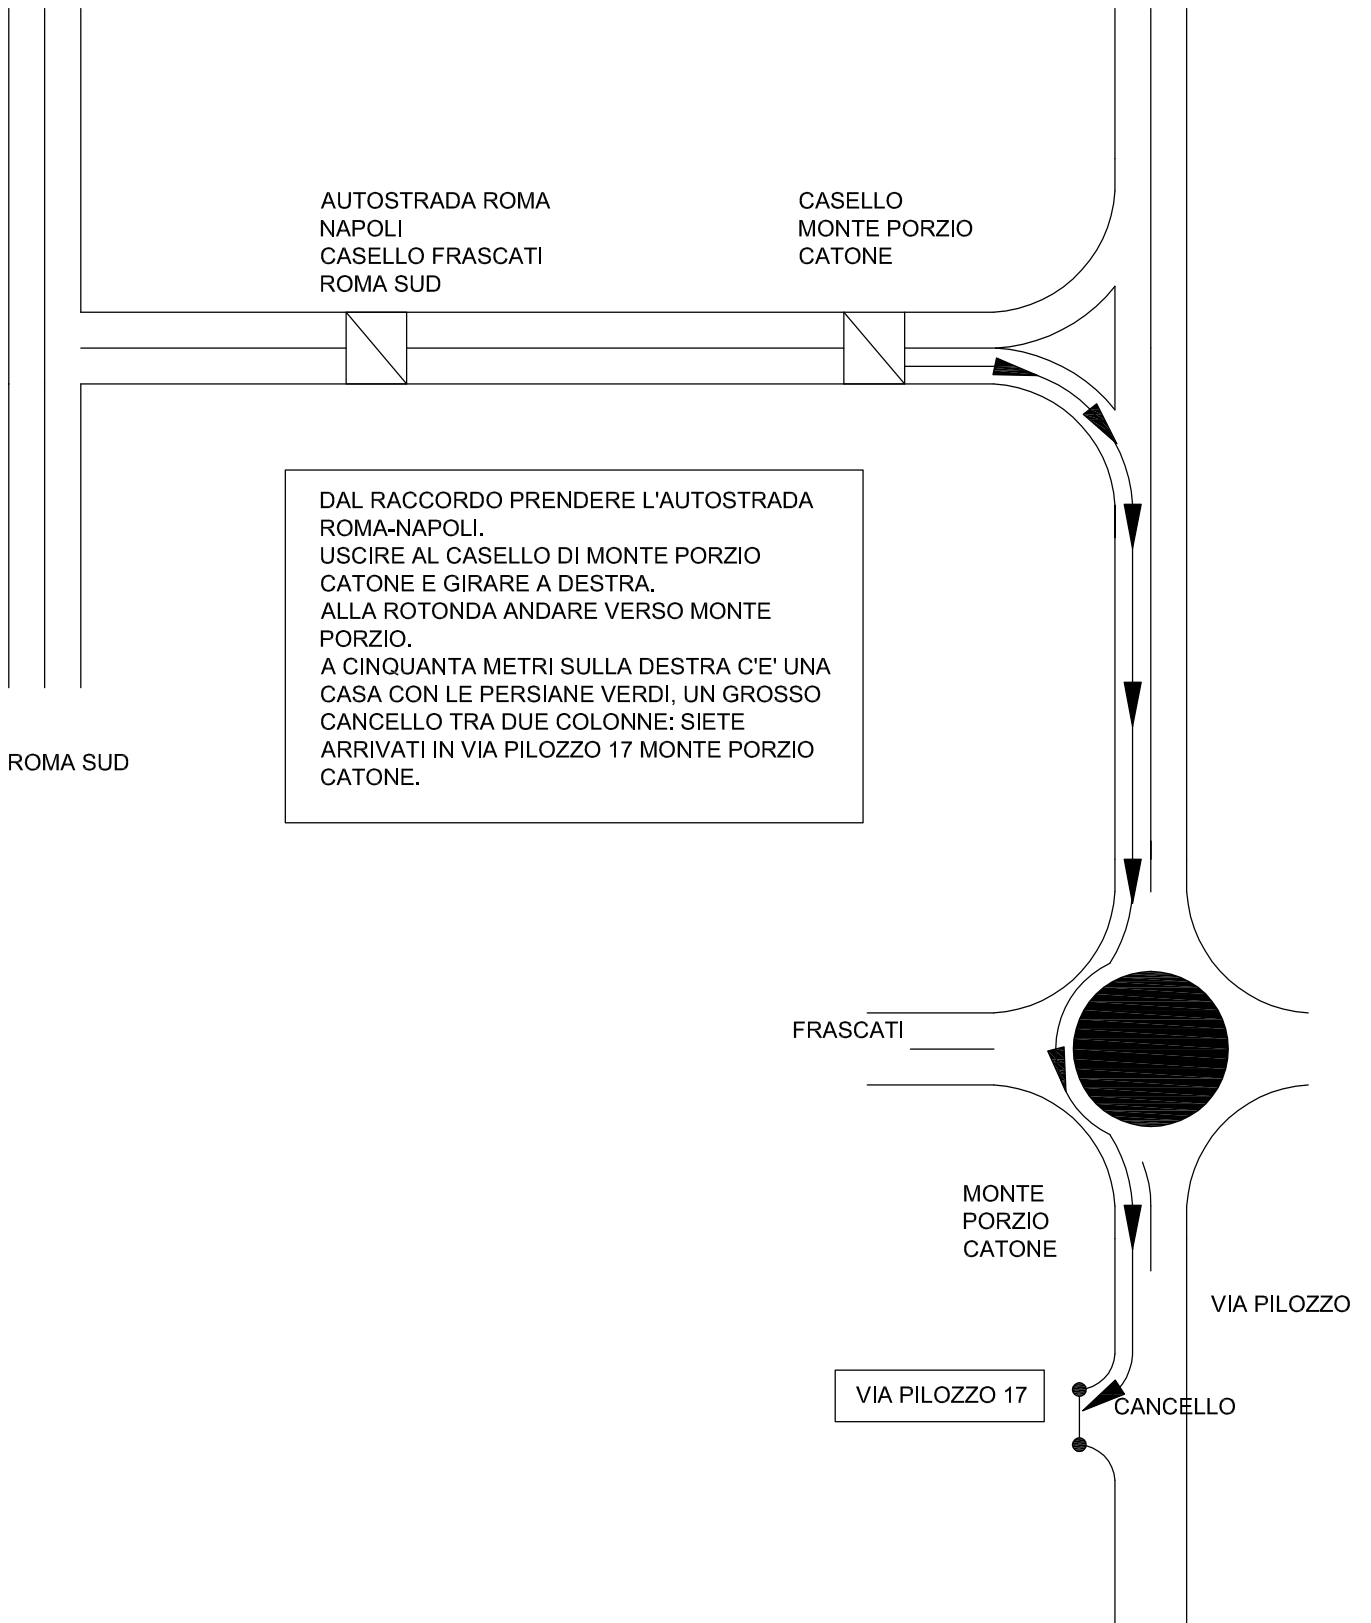 AUTOSTRADA ROMA
NAPOLI
CASELLO FRASCATI
ROMA SUD
CASELLO
MONTE PORZIO
CATONE
DAL RACCORDO PRENDERE L'AUTOSTRADA
ROMA-NAPOLI.
USCIRE AL CASELLO DI MONTE PORZIO
CATONE E GIRARE A DESTRA.
ALLA ROTONDA ANDARE VERSO MONTE
PORZIO.
A CINQUANTA METRI SULLA DESTRA C'E' UNA
CASA CON LE PERSIANE VERDI, UN GROSSO
CANCELLO TRA DUE COLONNE: SIETE
ARRIVATI IN VIA PILOZZO 17 MONTE PORZIO
CATONE.
ROMA SUD
FRASCATI
MONTE
PORZIO
CATONE
VIA PILOZZO
VIA PILOZZO 17
CANCELLO